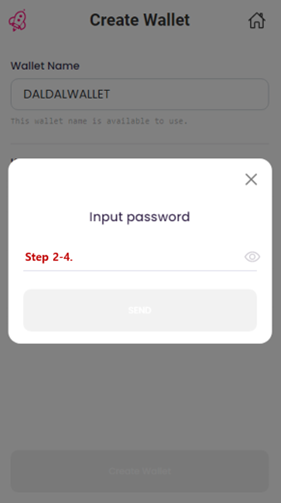 Create Wallet
Wallet Name
DALDALWALLET
This wallet name is available to use.
Input password
Step 2-4.
SEND
Create Wallet